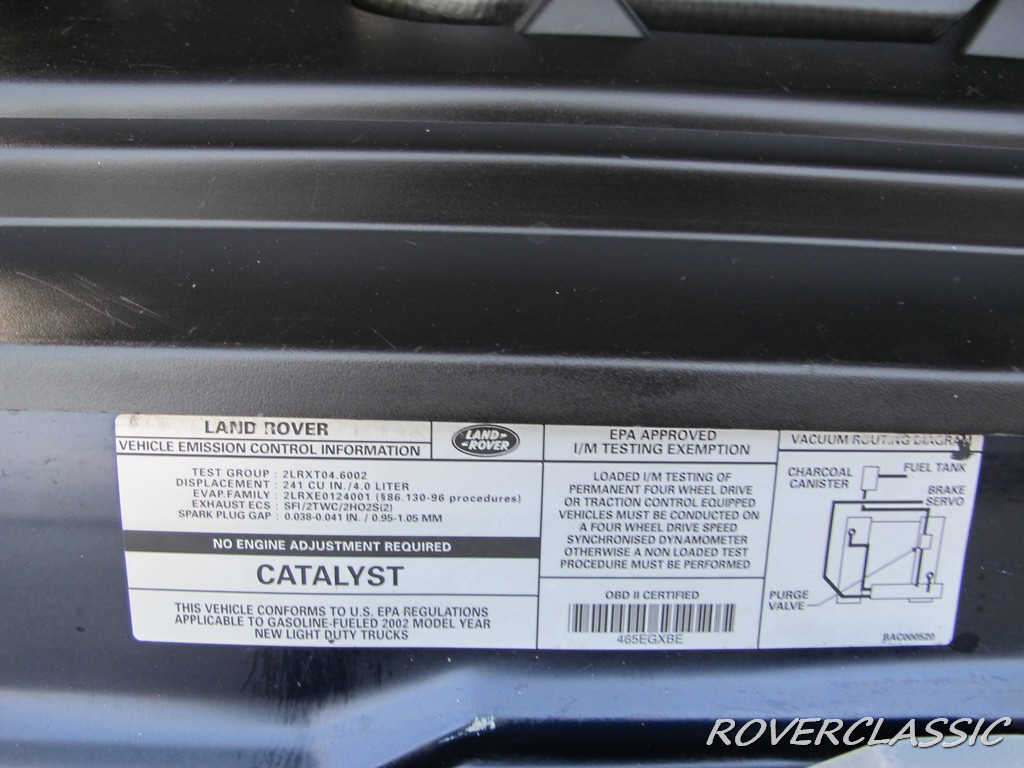 LAND ROVER
VEHICLE EMISSION CONTROL INFORMATION
LAND
ROVER
TEST GROUP : 2LRXT04.6002
DISPLACEMENT : 241 CU IN./4.0 LITER
EVAP.FAMILY : 2LRXE0124001 (§86.130-96 procedures)
EXHAUST ECS : SFI/2TWC/2HO2S(2)
SPARK PLUG GAP : 0.038-0.041 IN. / 0.95-1.05 MM
NO ENGINE ADJUSTMENT REQUIRED
CATALYST
THIS VEHICLE CONFORMS TO U.S. EPA REGULATIONS
APPLICABLE TO GASOLINE-FUELED 2002 MODEL YEAR
NEW LIGHT DUTY TRUCKS
EPA APPROVED
I/M TESTING EXEMPTION
LOADED I/M TESTING OF
PERMANENT FOUR WHEEL DRIVE
OR TRACTION CONTROL EQUIPPED
VEHICLES MUST BE CONDUCTED ON
A FOUR WHEEL DRIVE SPEED
SYNCHRONISED DYNAMOMETER
OTHERWISE A NON LOADED TEST
PROCEDURE MUST BE PERFORMED
OBD II CERTIFIED
465EGXBE
VACUUM ROUTING DIAGRAM
CHARCOAL
CANISTER
FUEL TANK
BRAKE
SERVO
PURGE
VALVE
BAC000520
ROVERCLASSIC